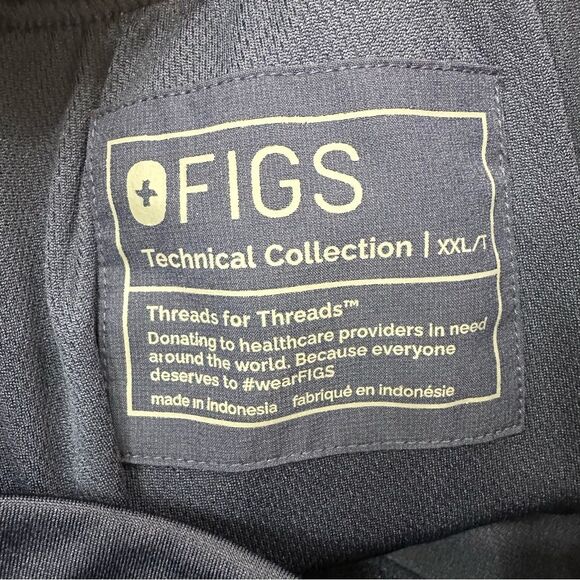 FIGS
Technical Collection | XXL/T
Threads for Threads™
Donating to healthcare providers in need
around the world. Because everyone
deserves to #wearFIGS
made in Indonesia fabriqué en indonésie